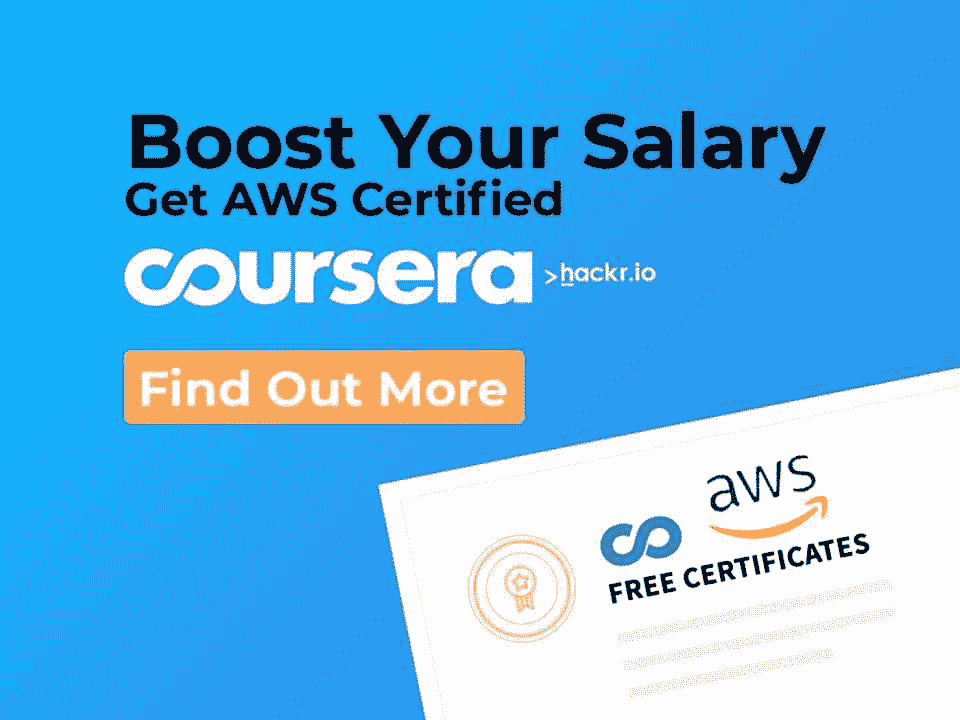 Boost Your Salary
Get AWS Certified
coursera >hackr.io
Find Out More
aws
FREE CERTIFICATES